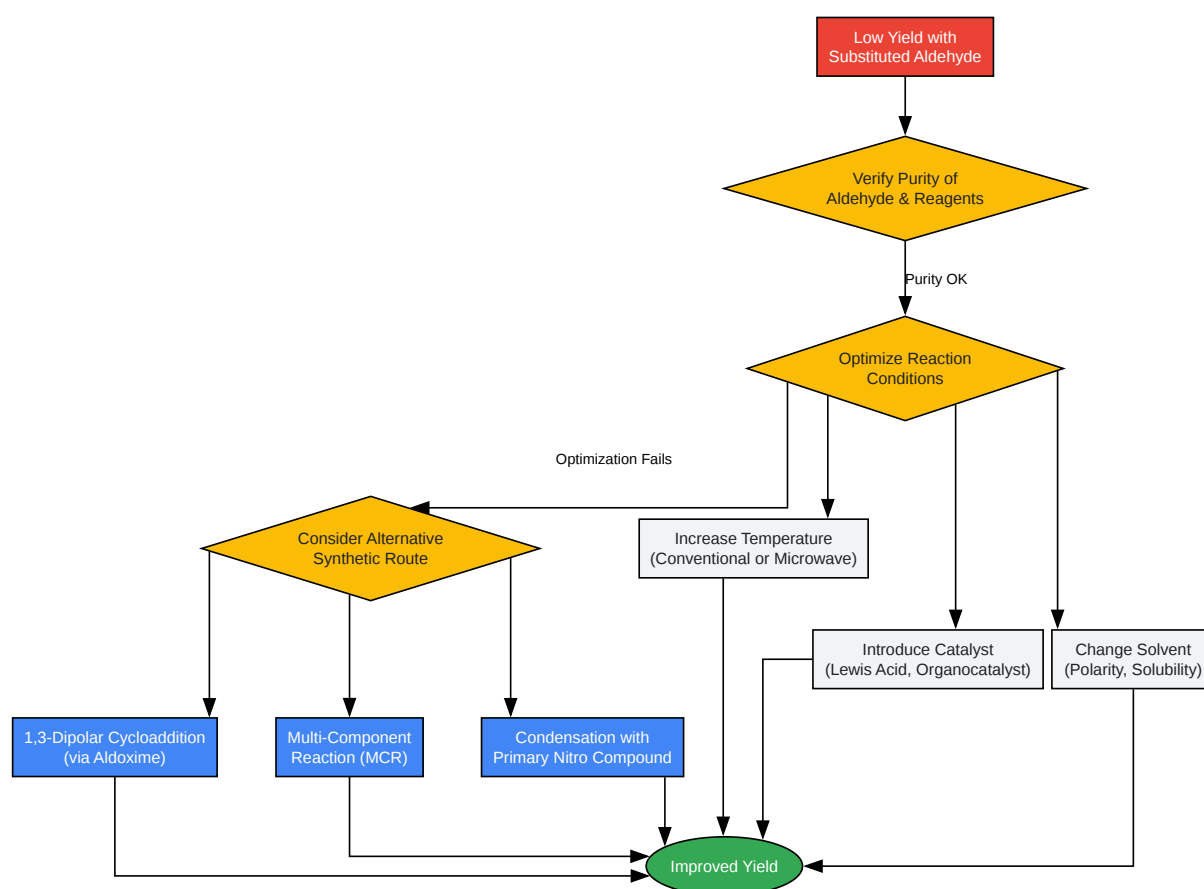 Low Yield with
Substituted Aldehyde
Verify Purity of
Aldehyde & Reagents
Purity OK
Optimize Reaction
Conditions
Optimization Fails
Consider Alternative
Synthetic Route
Increase Temperature
(Conventional or Microwave)
Introduce Catalyst
(Lewis Acid, Organocatalyst)
Change Solvent
(Polarity, Solubility)
1,3-Dipolar Cycloaddition
(via Aldoxime)
Multi-Component
Reaction (MCR)
Condensation with
Primary Nitro Compound
Improved Yield